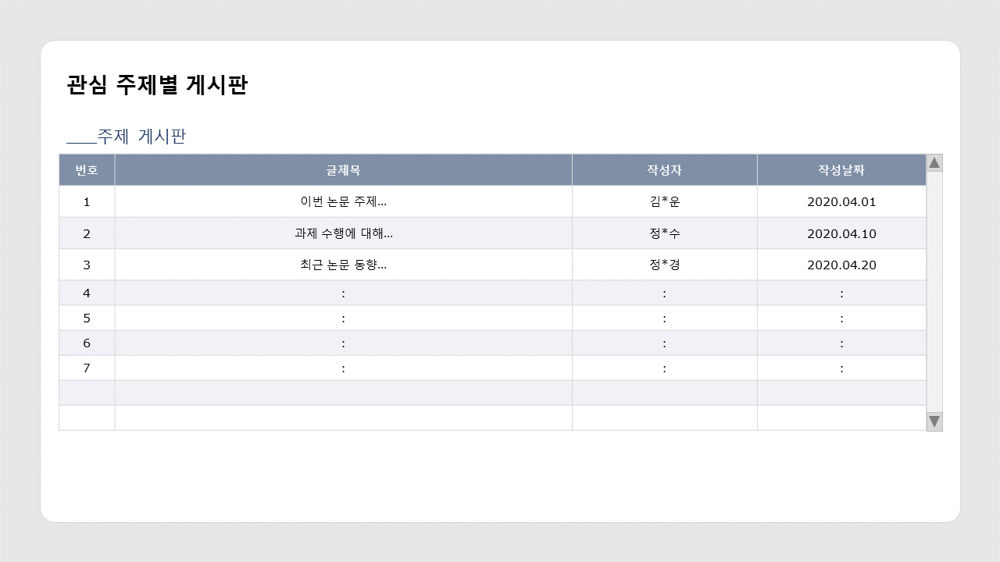 관심 주제별 게시판
___주제 게시판
번호 글제목 작성자 작성날짜
1 이번 논문 주제... 김*운 2020.04.01
2 과제 수행에 대해... 정*수 2020.04.10
3 최근 논문 동향... 정*경 2020.04.20
4 : : :
5 : : :
6 : : :
7 : : :